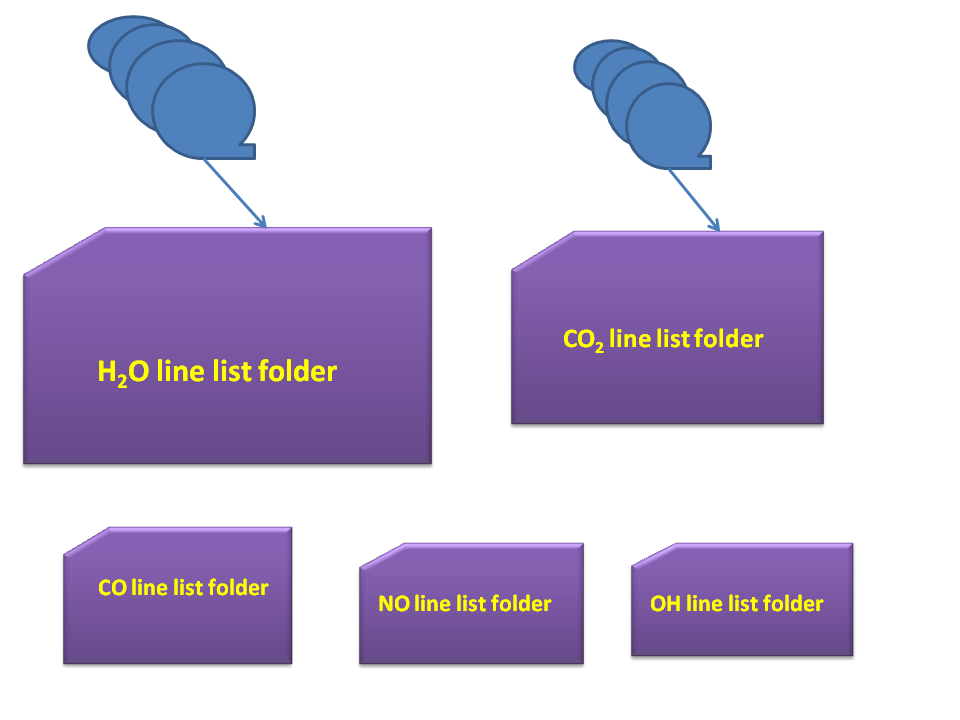 H₂O line list folder
CO₂ line list folder
CO line list folder
NO line list folder
OH line list folder